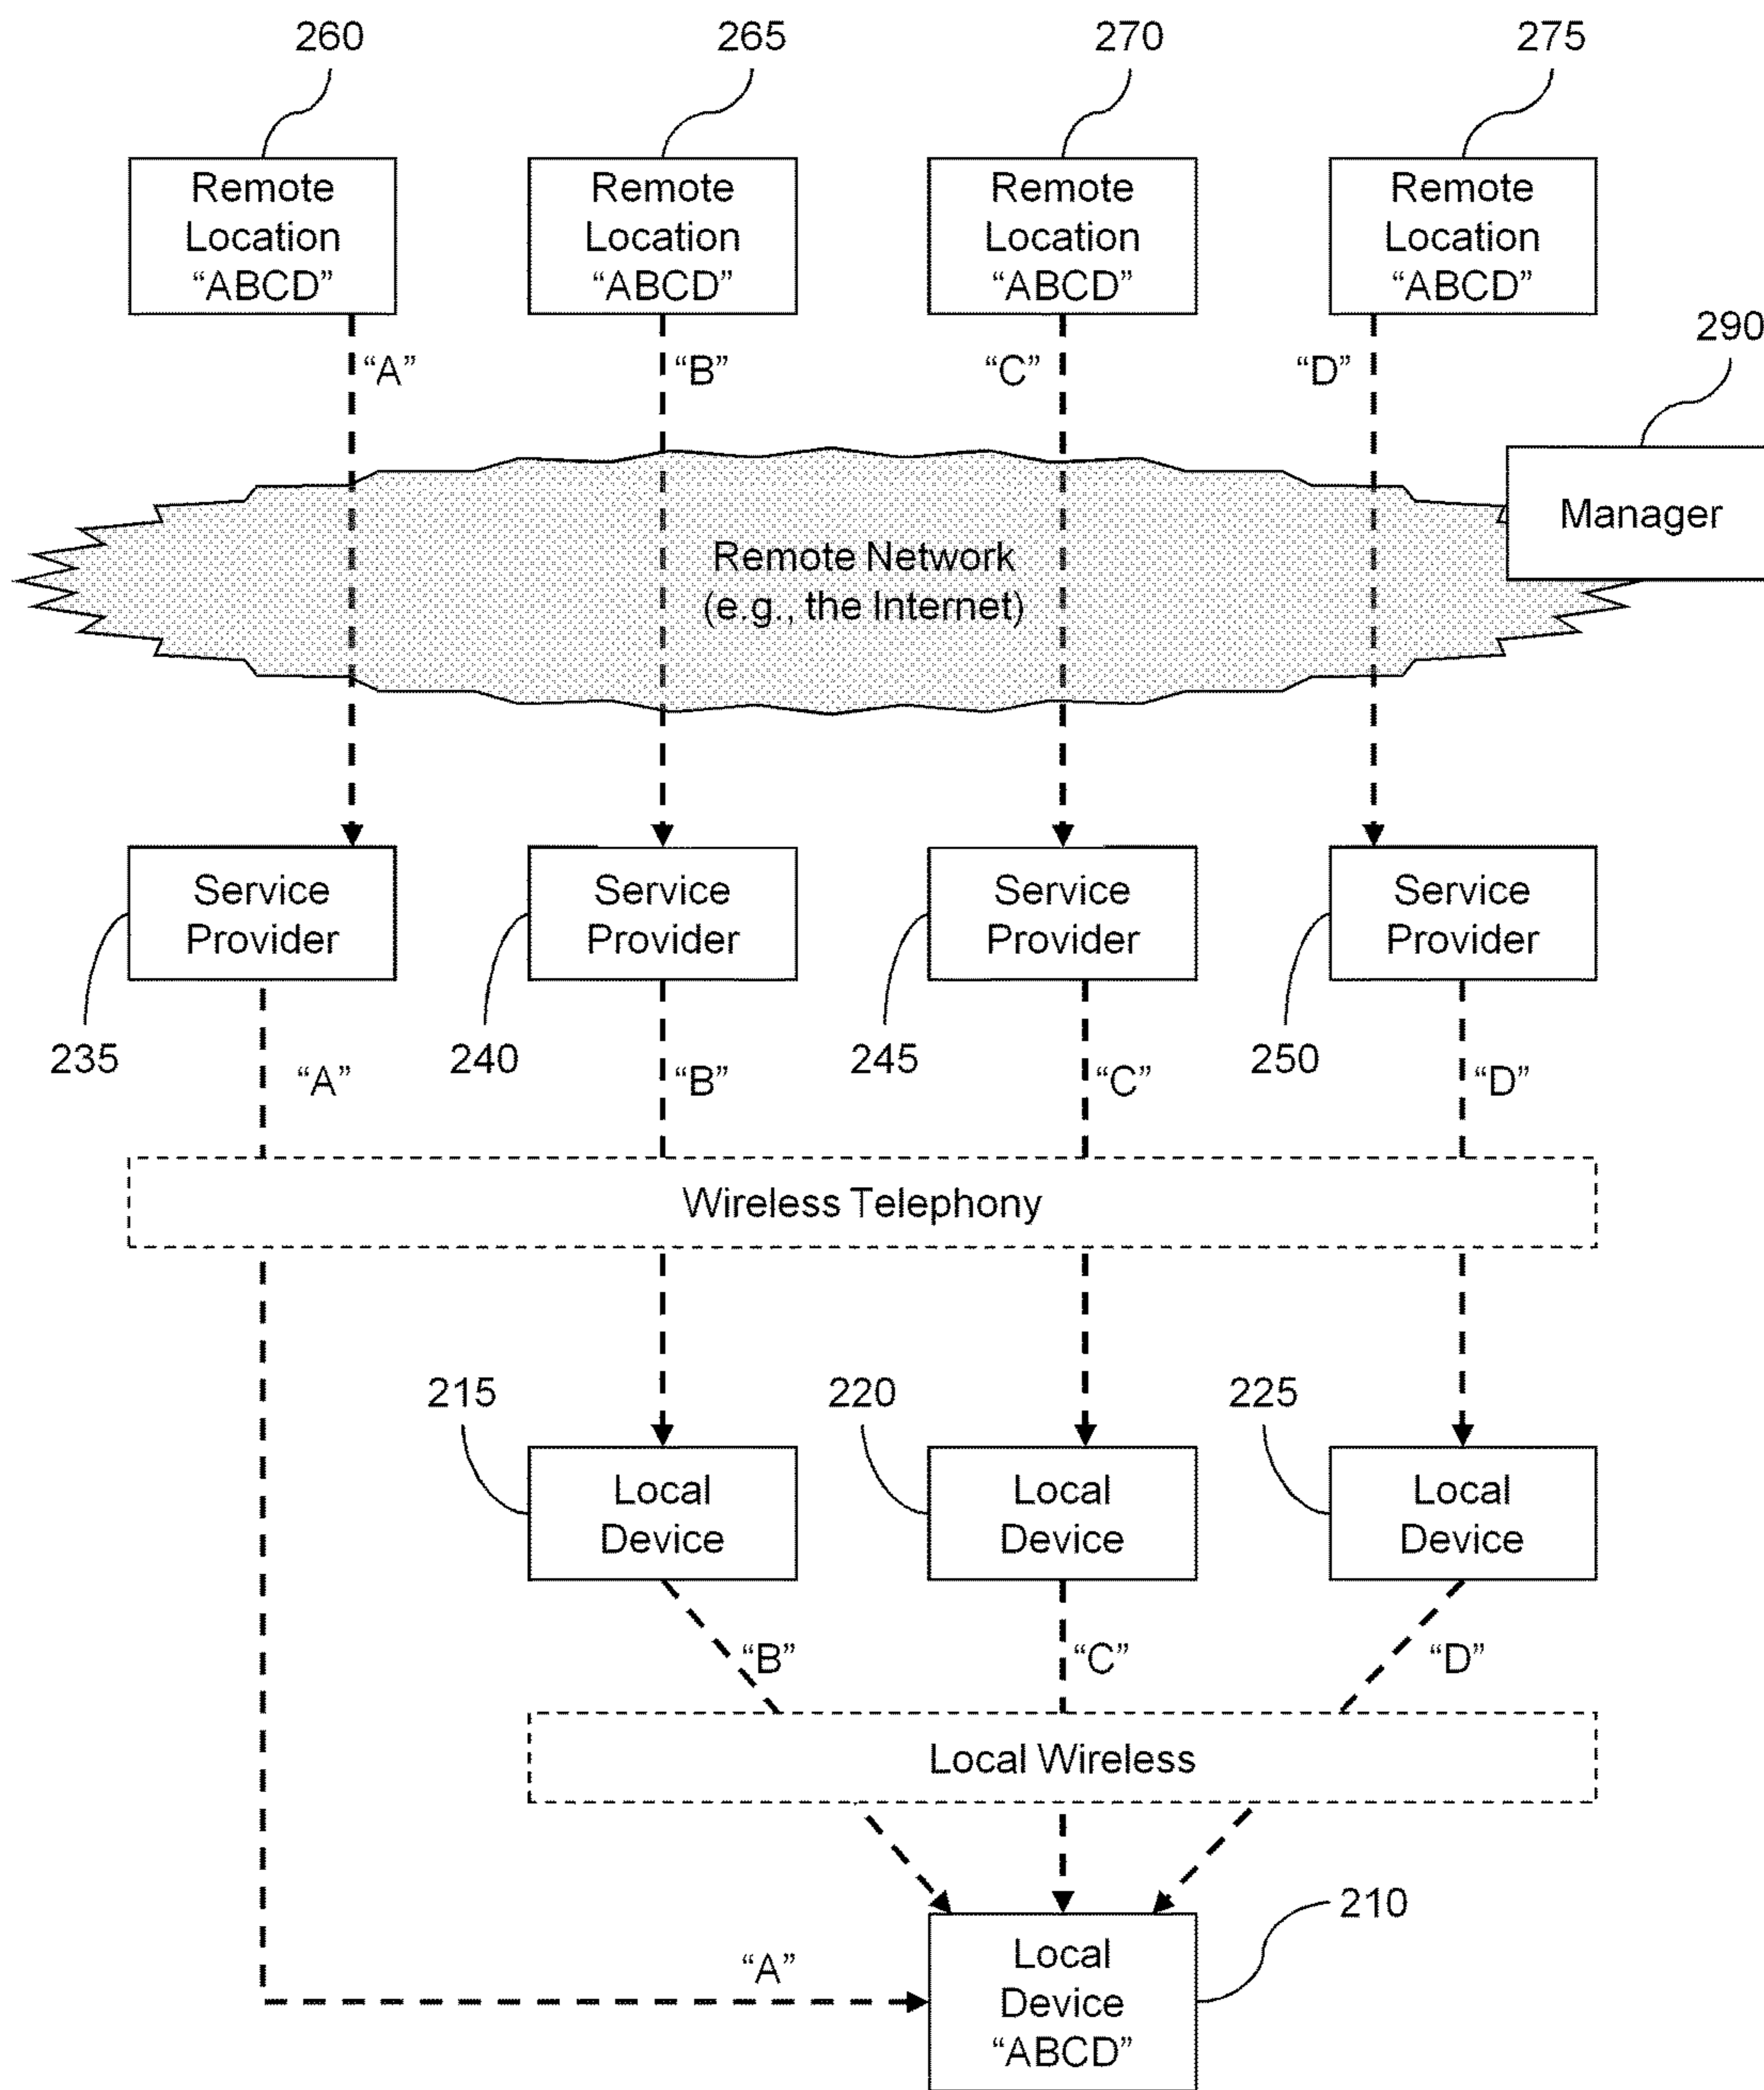 260
265
270
275
Remote
Location
“ABCD”
Remote
Location
“ABCD”
Remote
Location
“ABCD”
Remote
Location
“ABCD”
290
“A”
“B”
“C”
“D”
Manager
Remote Network
(e.g., the Internet)
Service
Provider
Service
Provider
Service
Provider
Service
Provider
235
240
245
250
“A”
“B”
“C”
“D”
Wireless Telephony
215
220
225
Local
Device
Local
Device
Local
Device
“B”
“C”
“D”
Local Wireless
210
“A”
Local
Device
“ABCD”